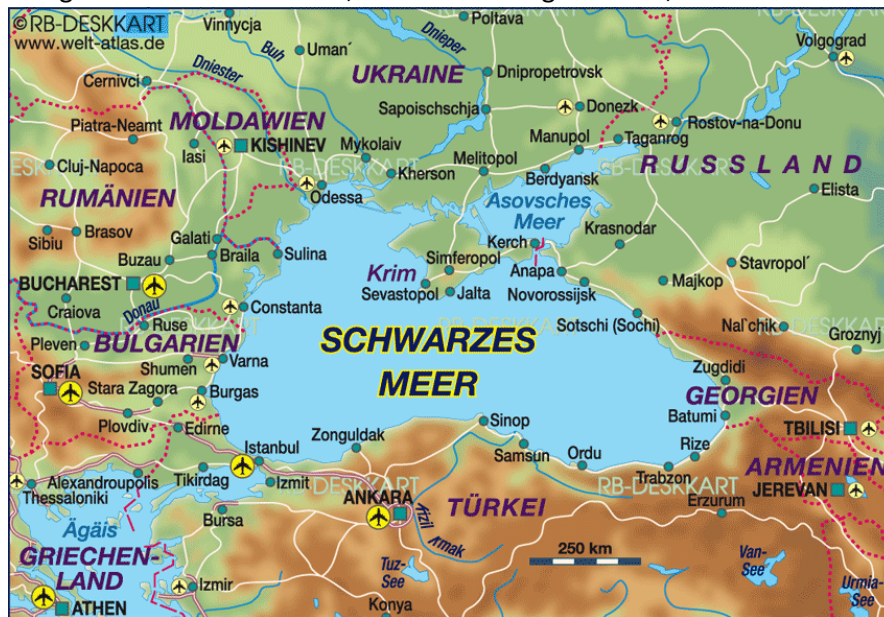 ©RB-DESKKART
www.welt-atlas.de
Vinnycja
Poltava
Uman´
Buh
Dnieper
Volgograd
Dniester
UKRAINE
Dnipropetrovsk
Cernivci
Sapoischschja
Donezk
Piatra-Neamt
MOLDAWIEN
Rostov-na-Donu
Iasi
KISHINEV
Mykolaiv
Manupol
Taganrog
Cluj-Napoca
Kherson
Melitopol
Berdyansk
RUSSLAND
RB-DESKKART
RUMÄNIEN
Odessa
Asovsches
Meer
Elista
Sibiu
Brasov
Galati
Kerch
Krasnodar
Buzau
Braila
Sulina
Krim
Simferopol
Anapa
Stavropol´
BUCHAREST
Sevastopol
Jalta
Novorossijsk
Majkop
Craiova
Donau
Constanta
Ruse
RB-DESKKART
Sotschi (Sochi)
Nal´chik
Pleven
BULGARIEN
SCHWARZES
MEER
Groznyj
Shumen
Varna
SOFIA
Stara Zagora
Burgas
Zugdidi
GEORGIEN
Plovdiv
Edirne
Batumi
TBILISI
Istanbul
Zonguldak
Sinop
Samsun
Ordu
Rize
Trabzon
ARMENIEN
Alexandroupolis
Tikirdag
Izmit
RB-DESKKART
RB-DESKKART
JEREVAN
Thessaloniki
Bursa
ANKARA
TÜRKEI
Erzurum
Ägäis
Kizil Irmak
GRIECHEN-
LAND
250 km
Tuz-
See
Van-
See
Urmia-
See
Izmir
ATHEN
Konya